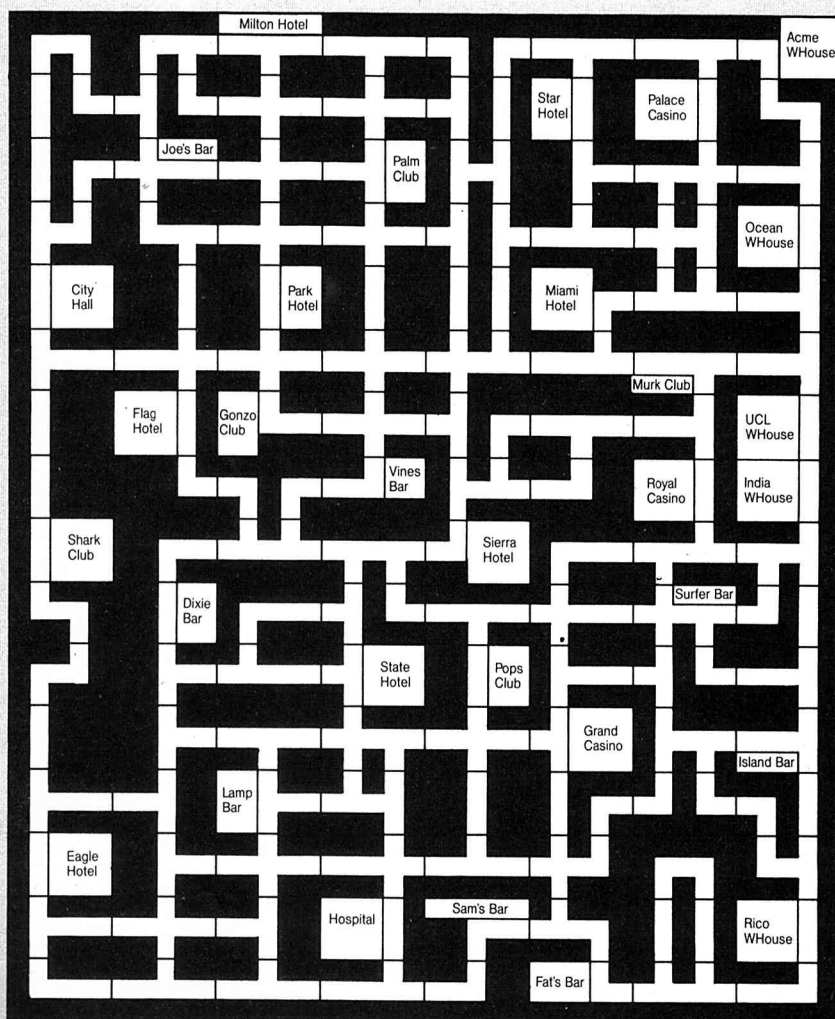 Milton Hotel
Acme
WHouse
Star
Hotel
Palace
Casino
Joe's Bar
Palm
Club
Ocean
WHouse
City
Hall
Park
Hotel
Miami
Hotel
Murk Club
Flag
Hotel
Gonzo
Club
UCL
WHouse
Vines
Bar
Royal
Casino
India
WHouse
Shark
Club
Sierra
Hotel
Dixie
Bar
Surfer Bar
State
Hotel
Pops
Club
Grand
Casino
Island Bar
Lamp
Bar
Eagle
Hotel
Hospital
Sam's Bar
Rico
WHouse
Fat's Bar